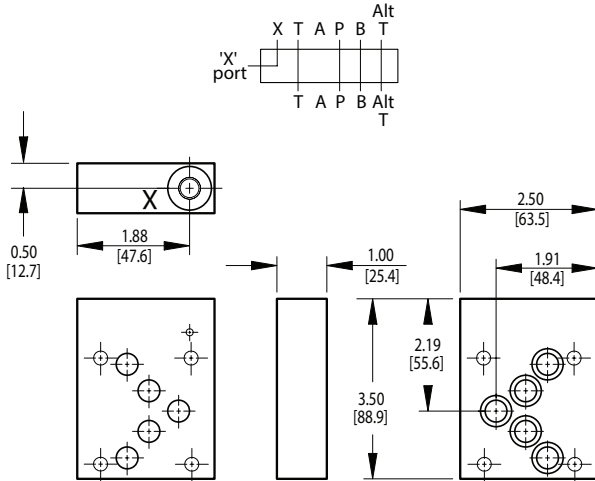 Alt
X T A P B T
'X'
port
T A P B Alt
T
X
0.50
[12.7]
1.88
[47.6]
1.00
[25.4]
2.50
[63.5]
1.91
[48.4]
2.19
[55.6]
3.50
[88.9]